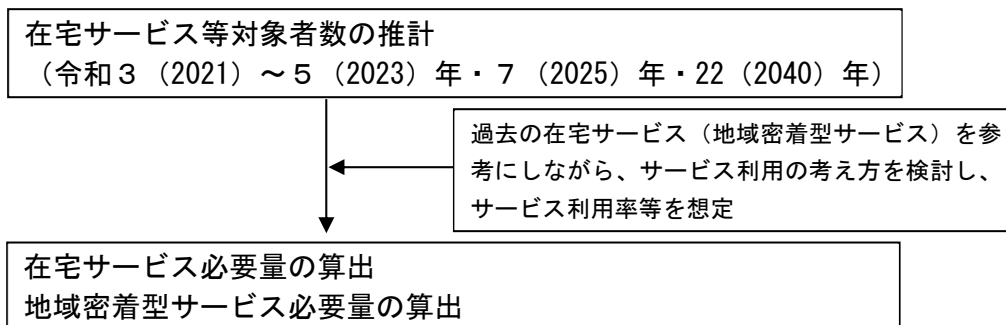 在宅サービス等対象者数の推計
（令和３（2021）～５（2023）年・７（2025）年・22（2040）年）
過去の在宅サービス（地域密着型サービス）を参
考にしながら、サービス利用の考え方を検討し、
サービス利用率等を想定
在宅サービス必要量の算出
地域密着型サービス必要量の算出